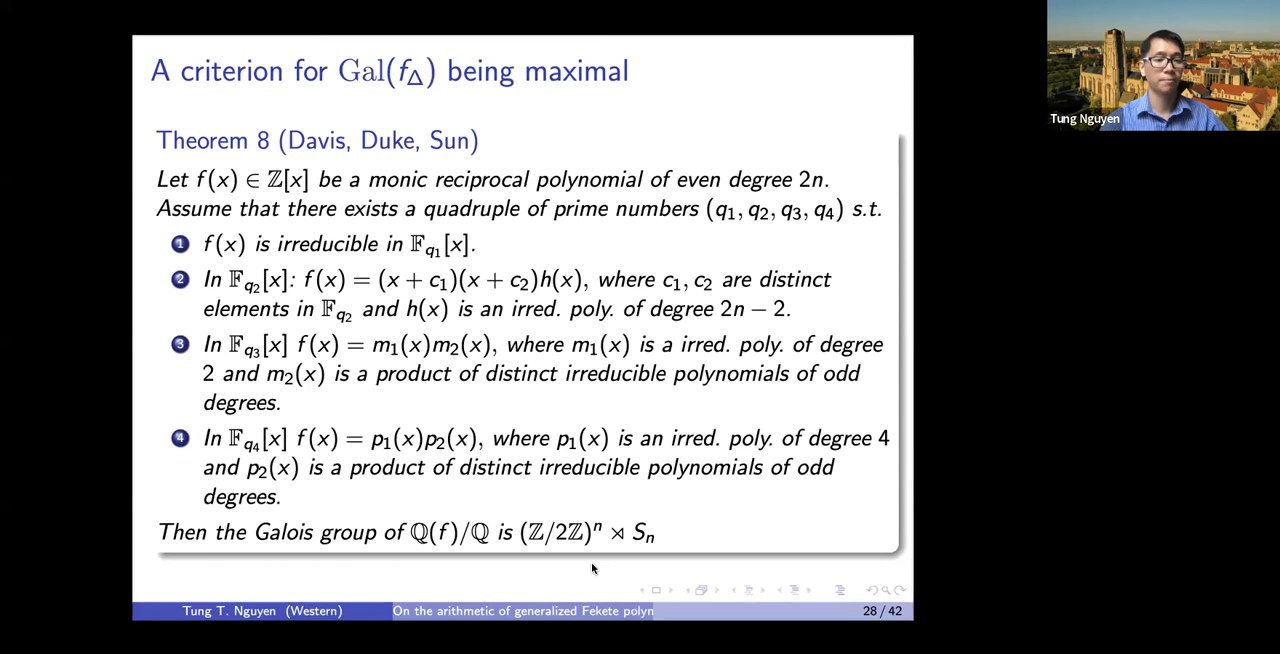 A criterion for Gal(f_Δ) being maximal
Theorem 8 (Davis, Duke, Sun)
Let f(x) ∈ ℤ[x] be a monic reciprocal polynomial of even degree 2n.
Assume that there exists a quadruple of prime numbers (q₁, q₂, q₃, q₄) s.t.
1 f(x) is irreducible in 𝔽_{q₁}[x].
2 In 𝔽_{q₂}[x]: f(x) = (x + c₁)(x + c₂)h(x), where c₁, c₂ are distinct
elements in 𝔽_{q₂} and h(x) is an irred. poly. of degree 2n − 2.
3 In 𝔽_{q₃}[x] f(x) = m₁(x)m₂(x), where m₁(x) is a irred. poly. of degree
2 and m₂(x) is a product of distinct irreducible polynomials of odd
degrees.
4 In 𝔽_{q₄}[x] f(x) = p₁(x)p₂(x), where p₁(x) is an irred. poly. of degree 4
and p₂(x) is a product of distinct irreducible polynomials of odd
degrees.
Then the Galois group of ℚ(f)/ℚ is (ℤ/2ℤ)ⁿ ⋊ Sₙ
Tung T. Nguyen (Western) On the arithmetic of generalized Fekete polyn 28 / 42
Tung Nguyen